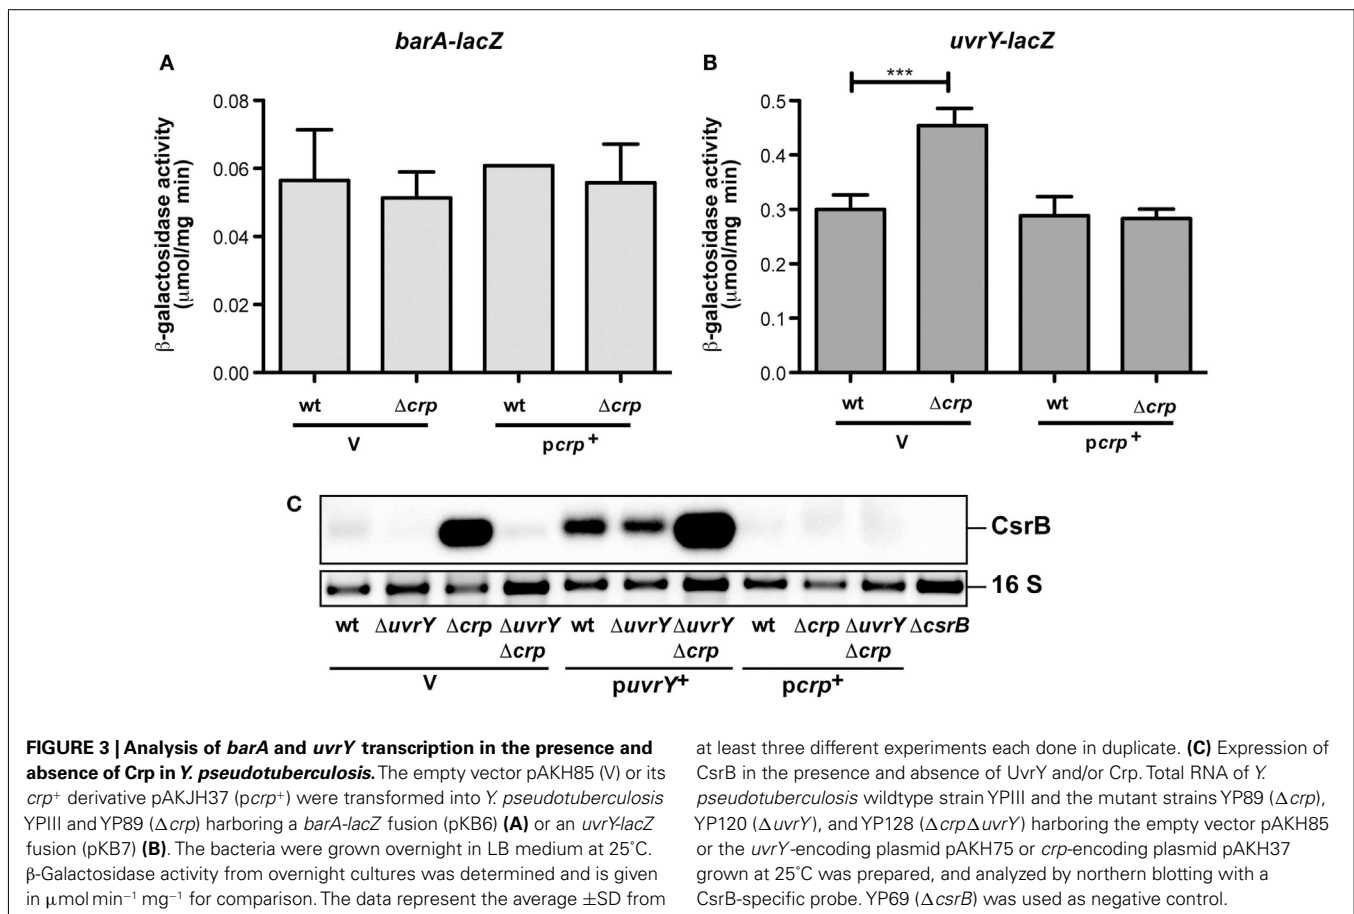 barA-lacZ
A
β-galactosidase activity
(μmol/mg min)
0.08
0.06
0.04
0.02
0.00
wt
Δcrp
wt
Δcrp
V
pcrp+
uvrY-lacZ
B
***
β-galactosidase activity
(μmol/mg min)
0.5
0.4
0.3
0.2
0.1
0.0
wt
Δcrp
wt
Δcrp
V
pcrp+
C
CsrB
16 S
wt ΔuvrY Δcrp ΔuvrY wt ΔuvrY ΔuvrY wt Δcrp ΔuvrY ΔcsrB
Δcrp Δcrp Δcrp
V puvrY+ pcrp+
FIGURE 3 | Analysis of barA and uvrY transcription in the presence and
absence of Crp in Y. pseudotuberculosis. The empty vector pAKH85 (V) or its
crp+ derivative pAKJH37 (pcrp+) were transformed into Y. pseudotuberculosis
YPIII and YP89 (Δcrp) harboring a barA-lacZ fusion (pKB6) (A) or an uvrY-lacZ
fusion (pKB7) (B). The bacteria were grown overnight in LB medium at 25˚C.
β-Galactosidase activity from overnight cultures was determined and is given
in μmol min−1 mg−1 for comparison. The data represent the average ±SD from
at least three different experiments each done in duplicate. (C) Expression of
CsrB in the presence and absence of UvrY and/or Crp. Total RNA of Y.
pseudotuberculosis wildtype strain YPIII and the mutant strains YP89 (Δcrp),
YP120 (ΔuvrY), and YP128 (ΔcrpΔuvrY) harboring the empty vector pAKH85
or the uvrY-encoding plasmid pAKH75 or crp-encoding plasmid pAKH37
grown at 25˚C was prepared, and analyzed by northern blotting with a
CsrB-specific probe. YP69 (ΔcsrB) was used as negative control.